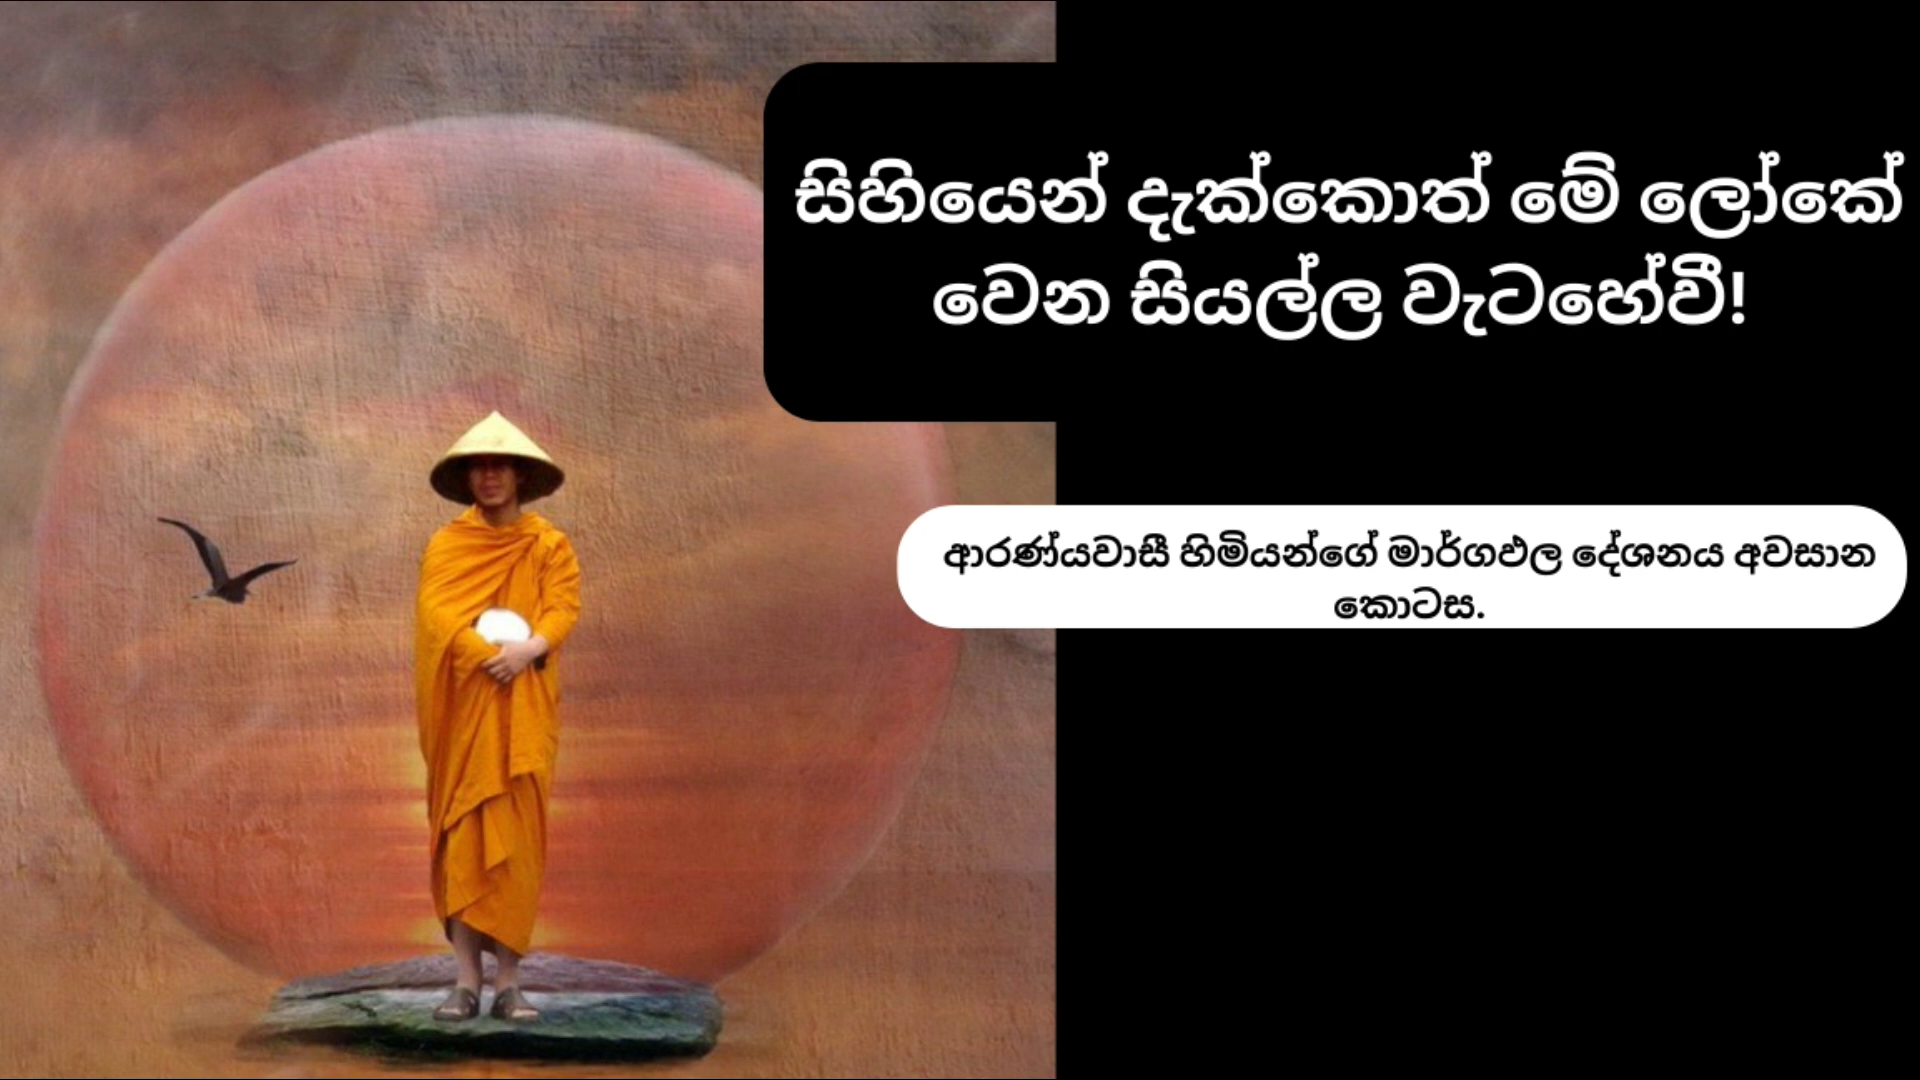 සිහියෙන් දැක්කොත් මේ ලෝකේ
වෙන සියල්ල වැටහේවී!
ආරණ්‍යවාසී හිමියන්ගේ මාර්ගඵල දේශනය අවසාන
කොටස.